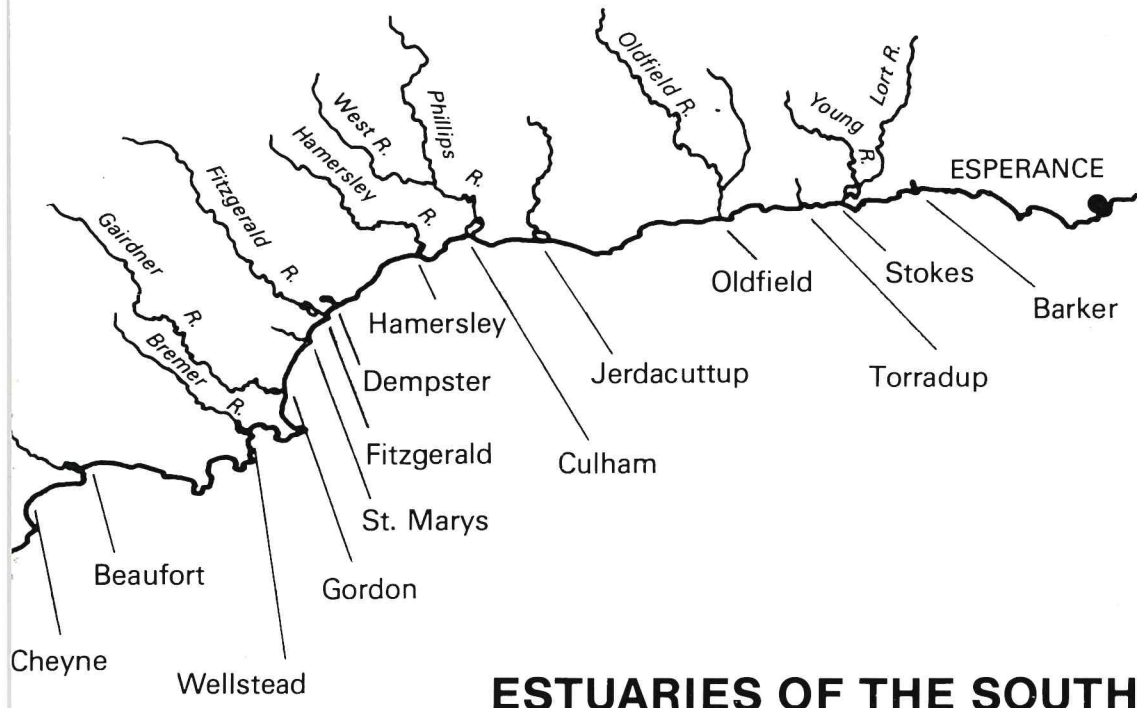 Oldfield R.
Lort R.
Young R.
Phillips R.
West R.
Hamersley R.
Fitzgerald R.
Gairdner R.
Bremer R.
ESPERANCE
Oldfield
Stokes
Barker
Hamersley
Dempster
Jerdacuttup
Torradup
Fitzgerald
Culham
St. Marys
Beaufort
Gordon
Cheyne
Wellstead
ESTUARIES OF THE SOUTH